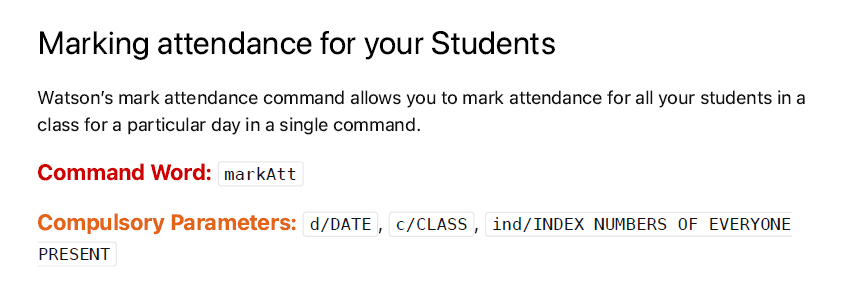 Marking attendance for your Students
Watson’s mark attendance command allows you to mark attendance for all your students in a
class for a particular day in a single command.
Command Word: markAtt
Compulsory Parameters: d/DATE, c/CLASS, ind/INDEX NUMBERS OF EVERYONE
PRESENT